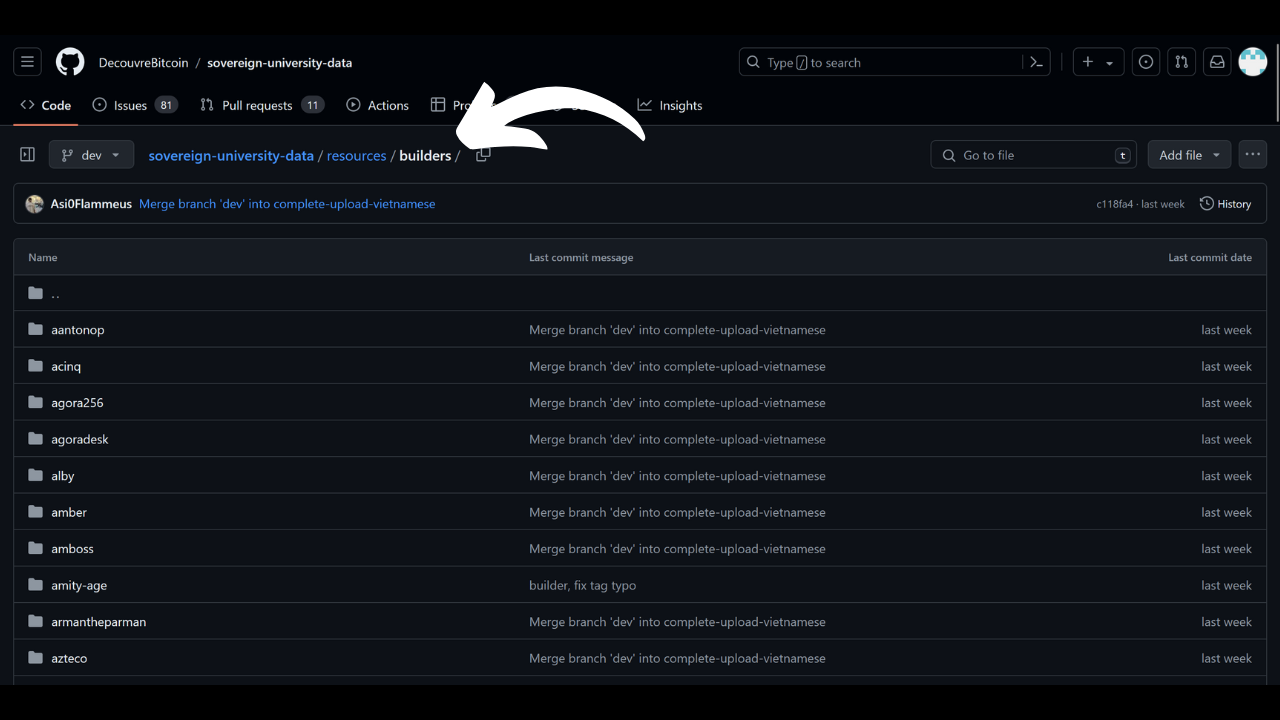 DecouvreBitcoin / sovereign-university-data Type / to search
Code Issues 81 Pull requests 11 Actions Insights
dev sovereign-university-data / resources / builders / Go to file t Add file
Asi0Flammeus Merge branch 'dev' into complete-upload-vietnamese c118fa4 · last week History
Name Last commit message Last commit date
..
aantonop Merge branch 'dev' into complete-upload-vietnamese last week
acinq Merge branch 'dev' into complete-upload-vietnamese last week
agora256 Merge branch 'dev' into complete-upload-vietnamese last week
agoradesk Merge branch 'dev' into complete-upload-vietnamese last week
alby Merge branch 'dev' into complete-upload-vietnamese last week
amber Merge branch 'dev' into complete-upload-vietnamese last week
amboss Merge branch 'dev' into complete-upload-vietnamese last week
amity-age builder, fix tag typo last week
armantheparman Merge branch 'dev' into complete-upload-vietnamese last week
azteco Merge branch 'dev' into complete-upload-vietnamese last week